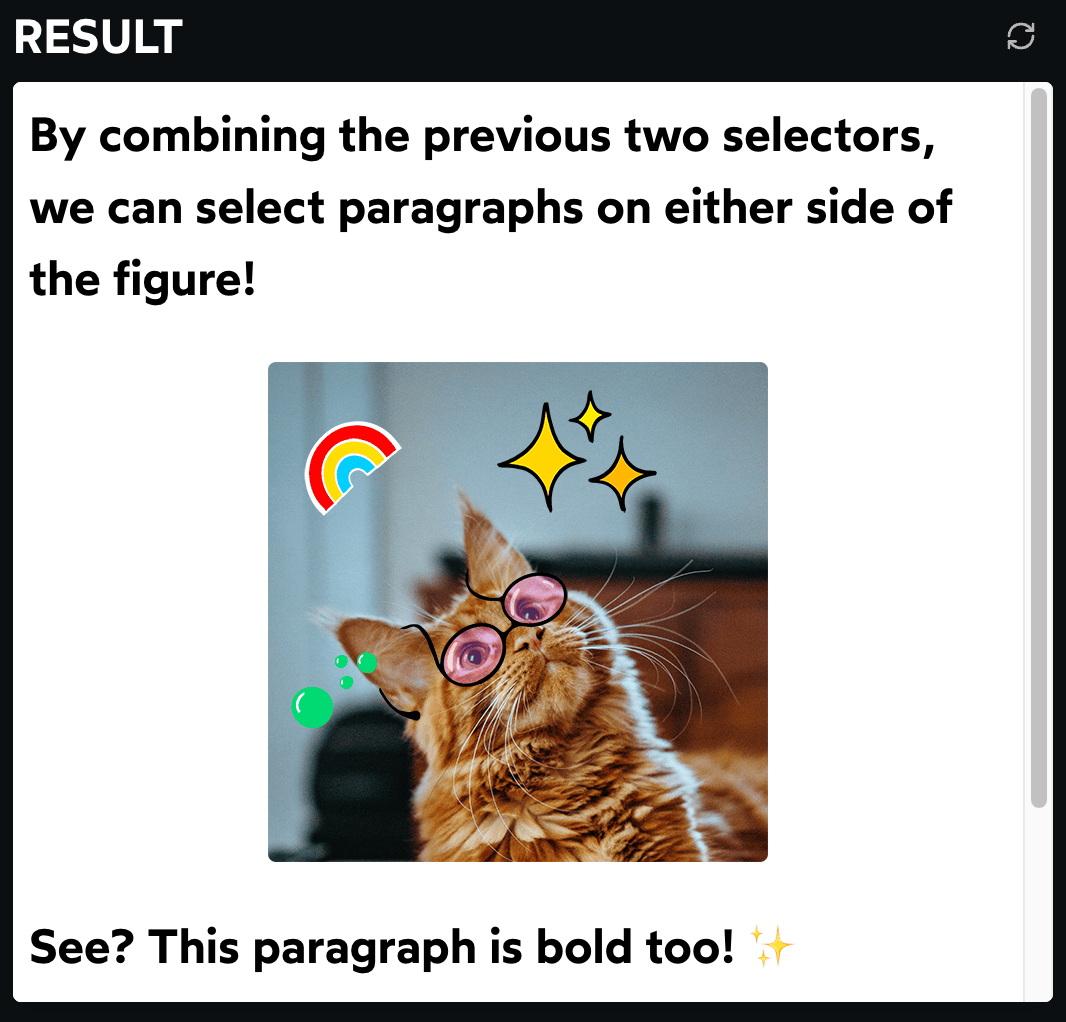 RESULT
By combining the previous two selectors,
we can select paragraphs on either side of
the figure!
See? This paragraph is bold too! ✨